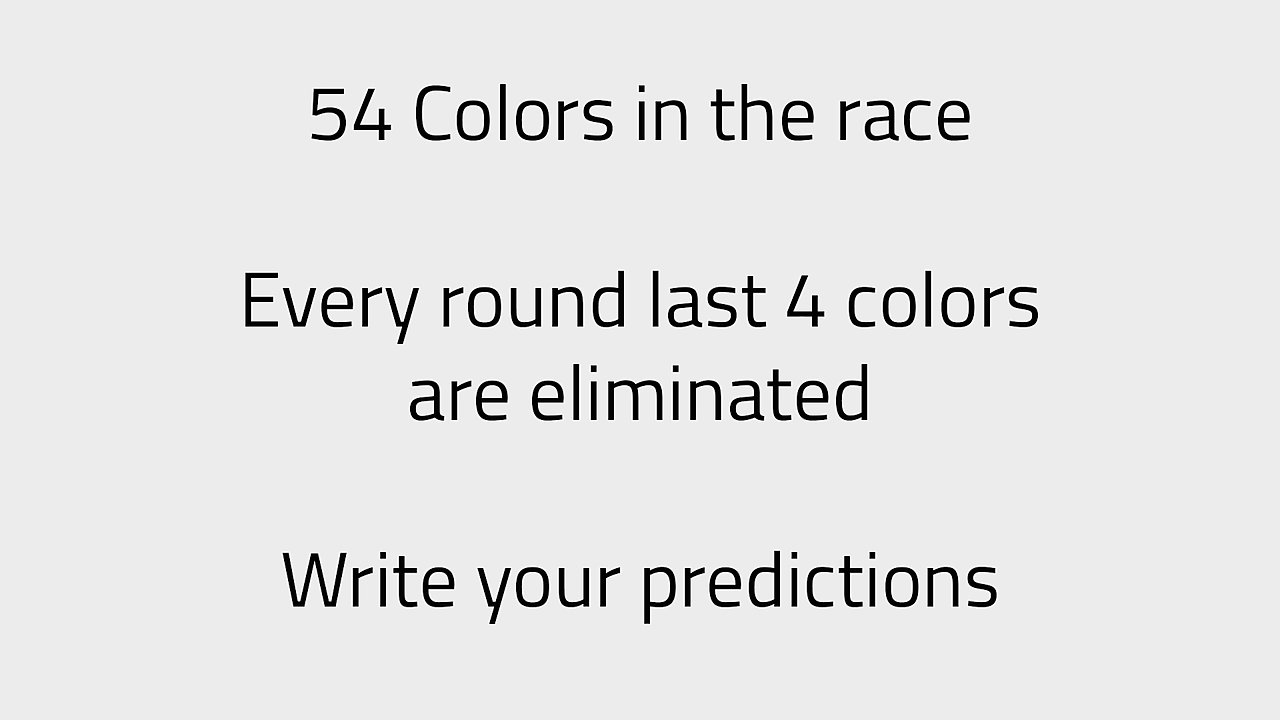 54 Colors in the race
Every round last 4 colors
are eliminated
Write your predictions